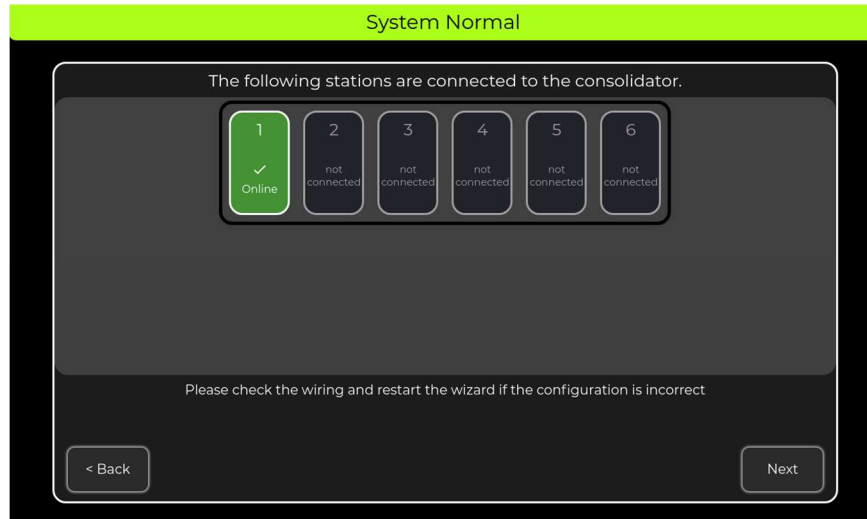 System Normal
The following stations are connected to the consolidator.
1
✓
Online
2
not
connected
3
not
connected
4
not
connected
5
not
connected
6
not
connected
Please check the wiring and restart the wizard if the configuration is incorrect
< Back
Next